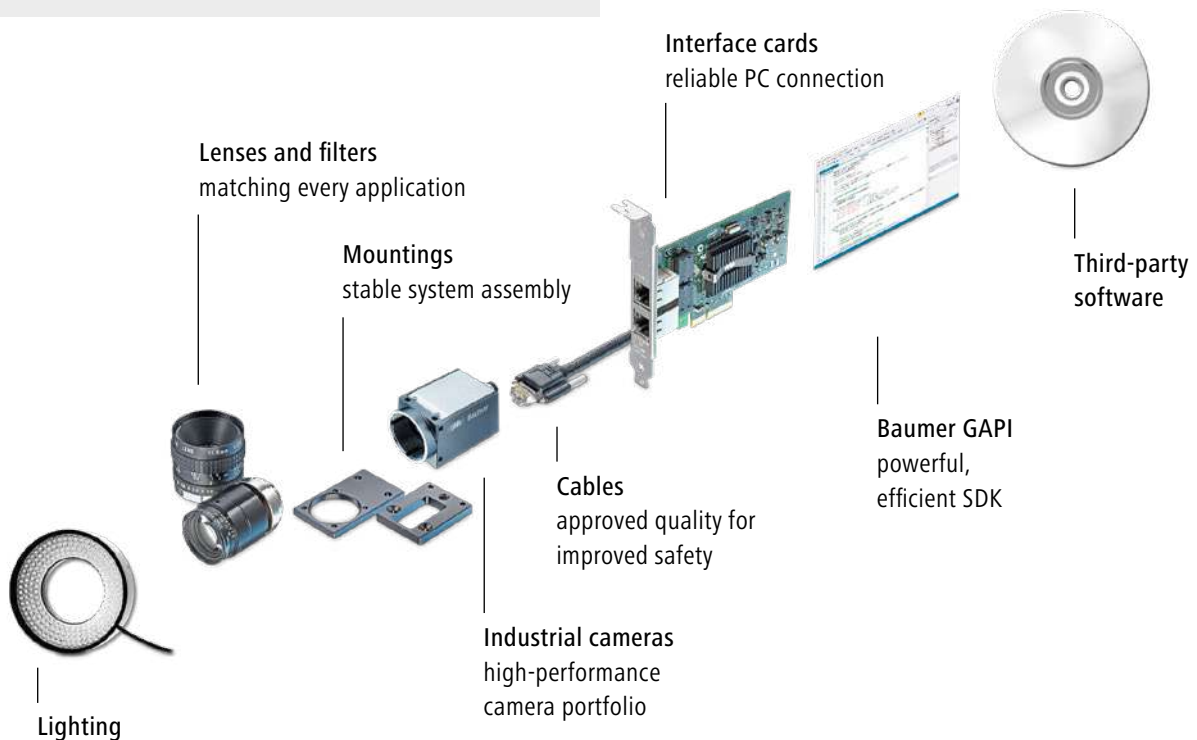 Interface cards
reliable PC connection
Lenses and filters
matching every application
Mountings
stable system assembly
Third-party
software
Baumer GAPI
powerful,
efficient SDK
Cables
approved quality for
improved safety
Industrial cameras
high-performance
camera portfolio
Lighting